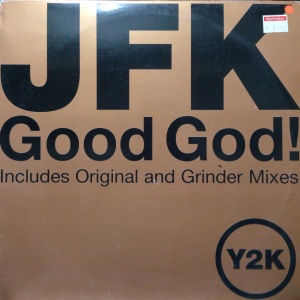 JFK
Good God!
Includes Original and Grinder Mixes
Y2K